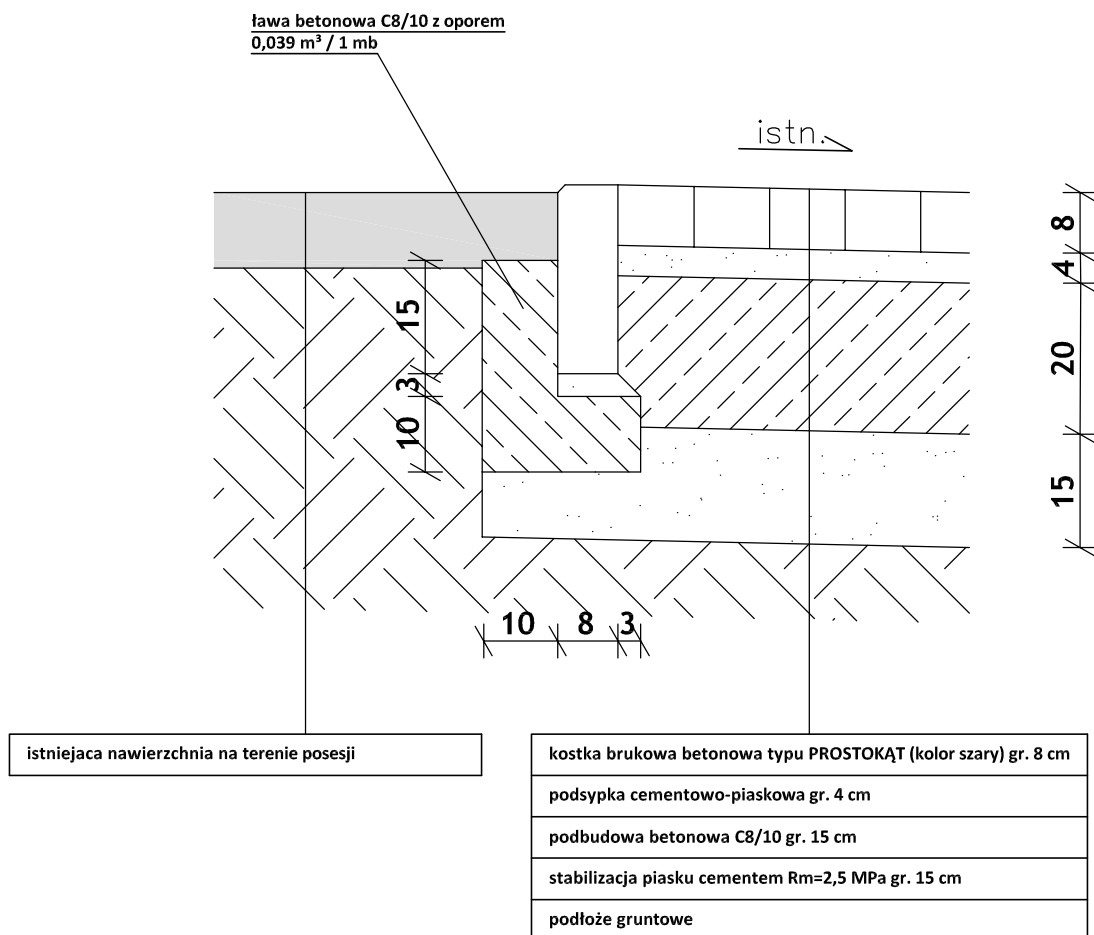 ława betonowa C8/10 z oporem
0,039 m³ / 1 mb
istn.
8
4
20
15
15
3
10
10 8 3
istniejaca nawierzchnia na terenie posesji
kostka brukowa betonowa typu PROSTOKĄT (kolor szary) gr. 8 cm
podsypka cementowo-piaskowa gr. 4 cm
podbudowa betonowa C8/10 gr. 15 cm
stabilizacja piasku cementem Rm=2,5 MPa gr. 15 cm
podłoże gruntowe